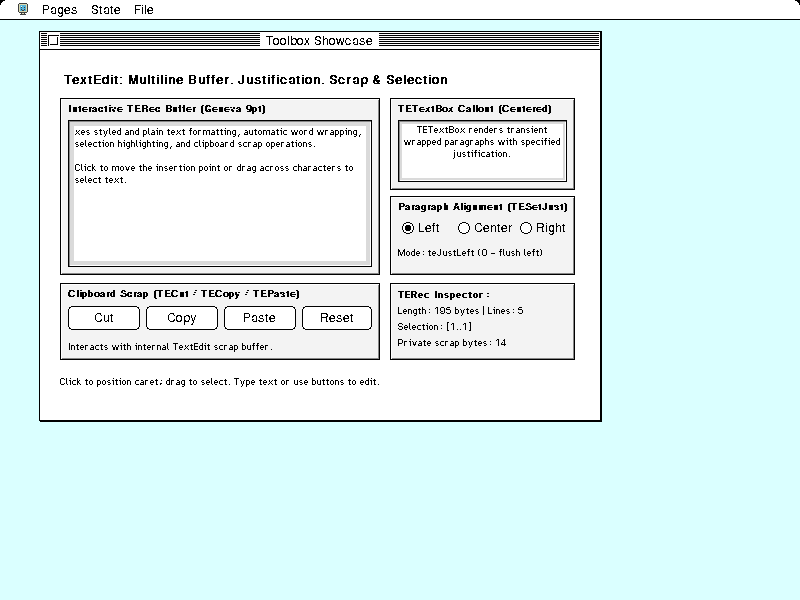 Pages State File
Toolbox Showcase
TextEdit: Multiline Buffer. Justification. Scrap & Selection
Interactive TERec Buffer (Geneva 9pt)
xes styled and plain text formatting, automatic word wrapping,
selection highlighting, and clipboard scrap operations.
Click to move the insertion point or drag across characters to
select text.
TETextBox Callout (Centered)
TETextBox renders transient
wrapped paragraphs with specified
justification.
Paragraph Alignment (TESetJust)
Left Center Right
Mode: teJustLeft (0 - flush left)
Clipboard Scrap (TECut / TECopy / TEPaste)
Cut Copy Paste Reset
Interacts with internal TextEdit scrap buffer.
TERec Inspector:
Length: 195 bytes | Lines: 5
Selection: [1..1]
Private scrap bytes: 14
Click to position caret; drag to select. Type text or use buttons to edit.